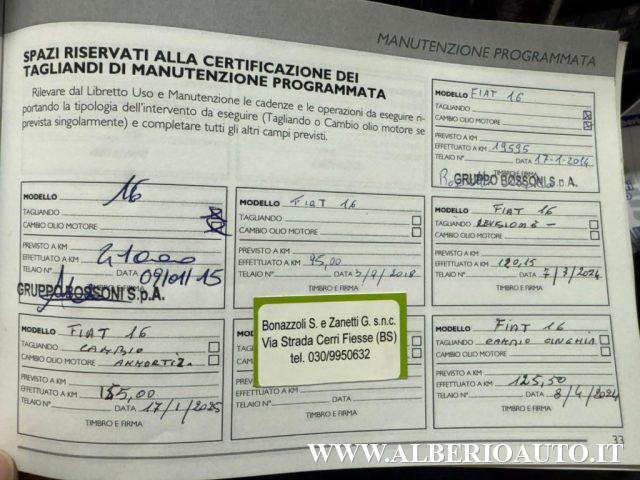 MANUTENZIONE PROGRAMMATA
SPAZI RISERVATI ALLA CERTIFICAZIONE DEI
TAGLIANDI DI MANUTENZIONE PROGRAMMATA
Rilevare dal Libretto Uso e Manutenzione le cadenze e le operazioni da eseguire ri-
portando la tipologia dell'intervento da eseguire (Tagliando o Cambio olio motore se
prevista singolarmente) e completare tutti gli altri campi previsti.
MODELLO FIAT 16
TAGLIANDO
CAMBIO OLIO MOTORE
PREVISTO A KM
EFFETTUATO A KM 19595
TELAIO N° DATA 17-1-2014
TIMBRO E FIRMA
GRUPPO BOSSONI S.p.A.
MODELLO 16
TAGLIANDO
CAMBIO OLIO MOTORE
PREVISTO A KM
EFFETTUATO A KM 21000
TELAIO N° DATA 09/01/15
GRUPPO BOSSONI S.p.A.
MODELLO FIAT 16
TAGLIANDO
CAMBIO OLIO MOTORE
PREVISTO A KM
EFFETTUATO A KM 95,00
TELAIO N° DATA 3/9/2018
TIMBRO E FIRMA
MODELLO FIAT 16
TAGLIANDO REVISIONE -
CAMBIO OLIO MOTORE
PREVISTO A KM
EFFETTUATO A KM 120,15
TELAIO N° DATA 7/3/2024
TIMBRO E FIRMA
MODELLO FIAT 16
TAGLIANDO CAMBIO
CAMBIO OLIO MOTORE AMMORTIZ.
PREVISTO A KM
EFFETTUATO A KM 155,00
TELAIO N° DATA 17/1/2025
TIMBRO E FIRMA
Bonazzoli S. e Zanetti G. s.n.c.
Via Strada Cerri Fiesse (BS)
tel. 030/9950632
TELAIO N° DATA
TIMBRO E FIRMA
MODELLO FIAT 16
TAGLIANDO CAMBIO CINGHIA
CAMBIO OLIO MOTORE
PREVISTO A KM
EFFETTUATO A KM 125,50
TELAIO N° DATA 8/4/2024
TIMBRO E FIRMA
33
WWW.ALBERIOAUTO.IT